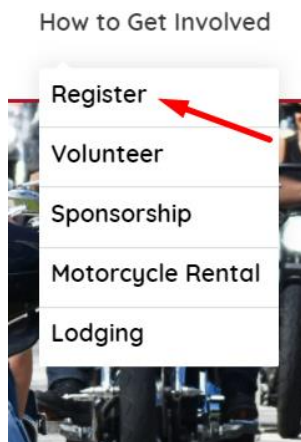 How to Get Involved
Register
Volunteer
Sponsorship
Motorcycle Rental
Lodging